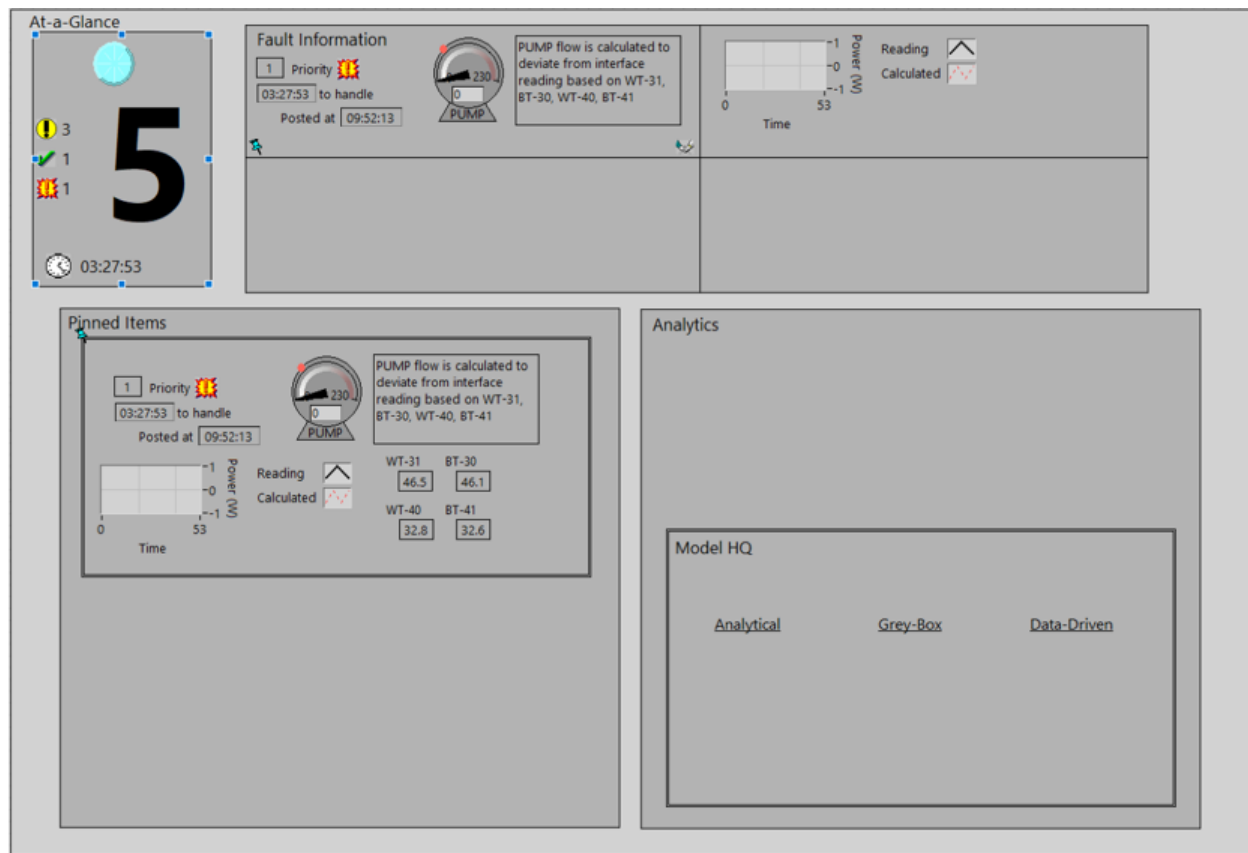 At-a-Glance
3
1
1
5
03:27:53
Fault Information
1 Priority
03:27:53 to handle
Posted at 09:52:13
230
0
PUMP
PUMP flow is calculated to
deviate from interface
reading based on WT-31,
BT-30, WT-40, BT-41
1
0
-1
Power (W)
0 53
Time
Reading
Calculated
Pinned Items
1 Priority
03:27:53 to handle
Posted at 09:52:13
230
0
PUMP
PUMP flow is calculated to
deviate from interface
reading based on WT-31,
BT-30, WT-40, BT-41
1
0
-1
Power (W)
0 53
Time
Reading
Calculated
WT-31 BT-30
46.5 46.1
WT-40 BT-41
32.8 32.6
Analytics
Model HQ
Analytical Grey-Box Data-Driven